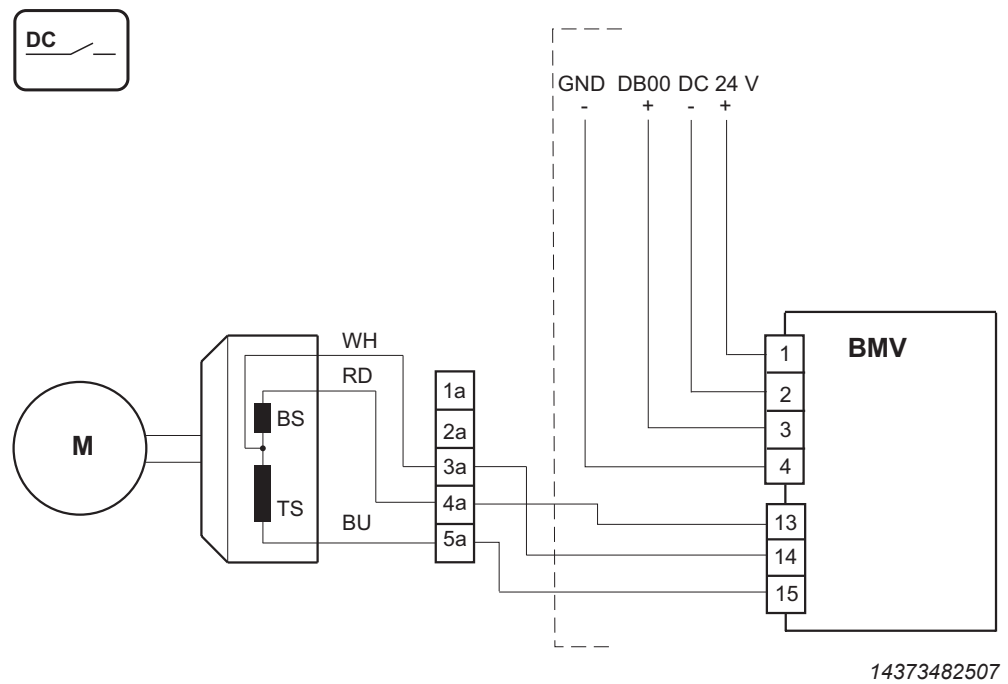 DC
GND DB00 DC 24 V
- + - +
BMV
1
2
3
4
13
14
15
WH
RD
BU
M
BS
TS
1a
2a
3a
4a
5a
14373482507